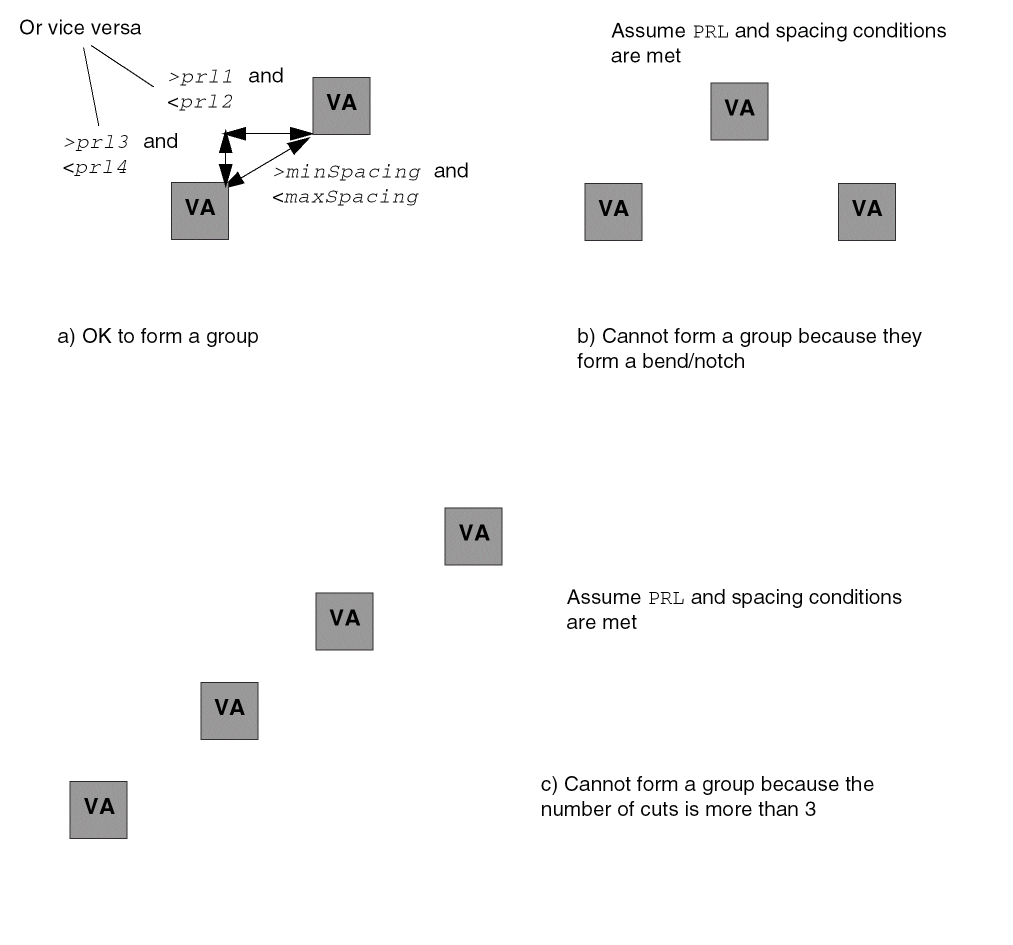 Or vice versa
>prl1 and
<prl2
VA
>prl3 and
<prl4
>minSpacing and
<maxSpacing
VA
a) OK to form a group
Assume PRL and spacing conditions
are met
VA
VA
VA
b) Cannot form a group because they
form a bend/notch
VA
VA
VA
VA
Assume PRL and spacing conditions
are met
c) Cannot form a group because the
number of cuts is more than 3